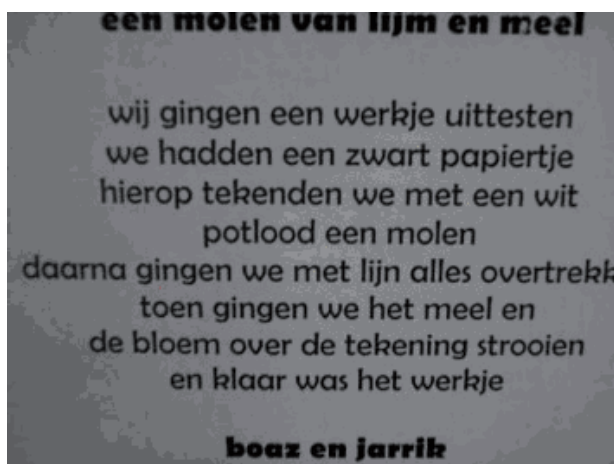 een molen van lijm en meel
wij gingen een werkje uittesten
we hadden een zwart papiertje
hierop tekenden we met een wit
potlood een molen
daarna gingen we met lijn alles overtrekk
toen gingen we het meel en
de bloem over de tekening strooien
en klaar was het werkje
boaz en jarrik